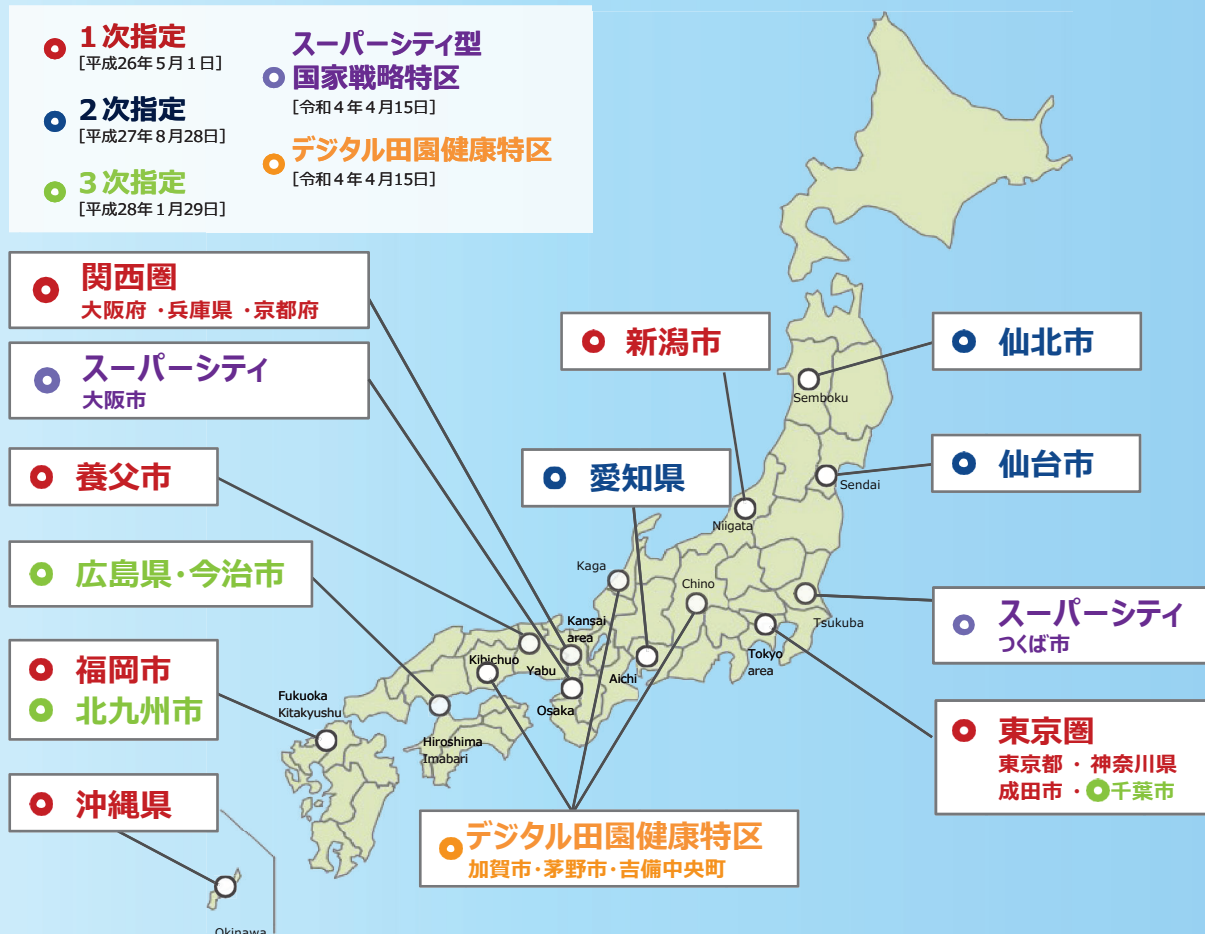 1次指定
[平成26年5月1日]
2次指定
[平成27年8月28日]
3次指定
[平成28年1月29日]
スーパーシティ型
国家戦略特区
[令和4年4月15日]
デジタル田園健康特区
[令和4年4月15日]
関西圏
大阪府・兵庫県・京都府
スーパーシティ
大阪市
養父市
広島県・今治市
福岡市
北九州市
沖縄県
新潟市
愛知県
仙北市
仙台市
スーパーシティ
つくば市
東京圏
東京都・神奈川県
成田市・千葉市
デジタル田園健康特区
加賀市・茅野市・吉備中央町
Semboku
Sendai
Niigata
Kaga
Chino
Tsukuba
Kansai
area
Tokyo
area
Kibichuo
Yabu
Aichi
Osaka
Fukuoka
Kitakyushu
Hiroshima
Imabari
Okinawa